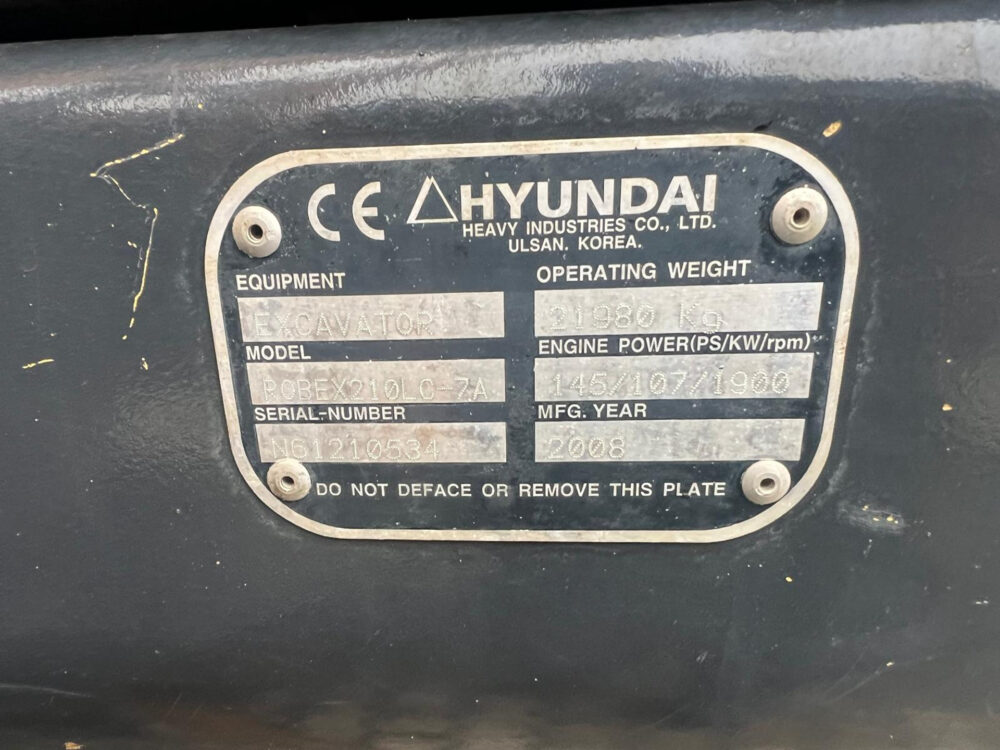 CE HYUNDAI
HEAVY INDUSTRIES CO., LTD.
ULSAN. KOREA.
EQUIPMENT
EXCAVATOR
OPERATING WEIGHT
21980 Kg
MODEL
ROBEX210LC-7A
ENGINE POWER(PS/KW/rpm)
145/107/1900
SERIAL-NUMBER
N61210534
MFG. YEAR
2008
DO NOT DEFACE OR REMOVE THIS PLATE